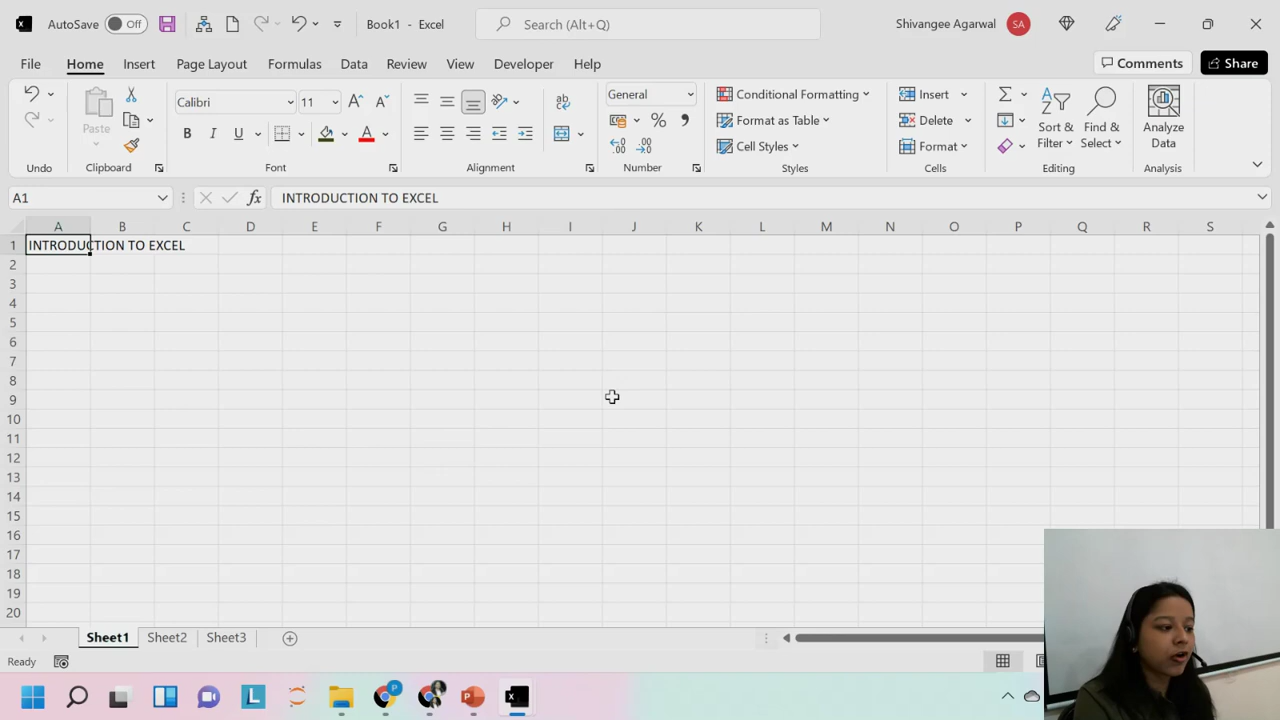 AutoSave Off Book1 - Excel Search (Alt+Q) Shivangee Agarwal SA
File Home Insert Page Layout Formulas Data Review View Developer Help Comments Share
Paste
Calibri 11
B I U A
General
% ,
Conditional Formatting
Format as Table
Cell Styles
Insert
Delete
Format
Sort &
Filter
Find &
Select
Analyze
Data
Undo Clipboard Font Alignment Number Styles Cells Editing Analysis
A1 fx INTRODUCTION TO EXCEL
A B C D E F G H I J K L M N O P Q R S
1 INTRODUCTION TO EXCEL
2
3
4
5
6
7
8
9
10
11
12
13
14
15
16
17
18
19
20
Sheet1 Sheet2 Sheet3
Ready